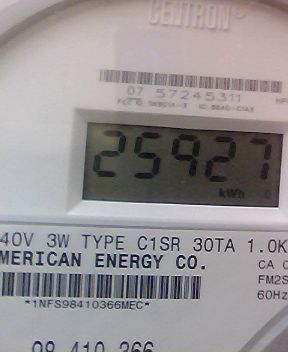 CENTRON®
07 57245311
25927
kWh
40V 3W TYPE C1SR 30TA 1.0K
MERICAN ENERGY CO.
CA 0
FM2S
*1NFS98410366MEC*
60Hz
98 410 366